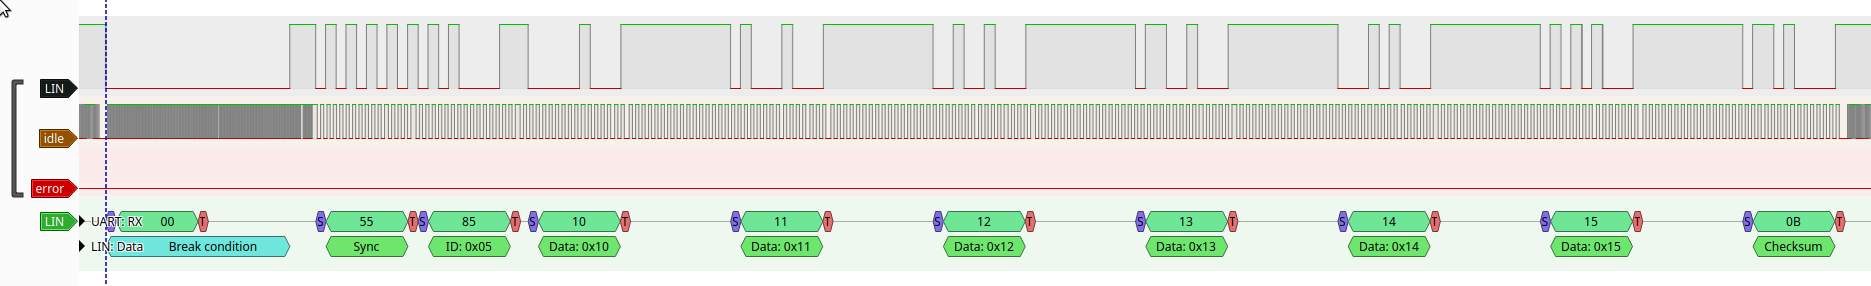 LIN
idle
error
LIN UART: RX S 00 T S 55 T S 85 T S 10 T S 11 T S 12 T S 13 T S 14 T S 15 T S 0B T
LIN: Data Break condition Sync ID: 0x05 Data: 0x10 Data: 0x11 Data: 0x12 Data: 0x13 Data: 0x14 Data: 0x15 Checksum